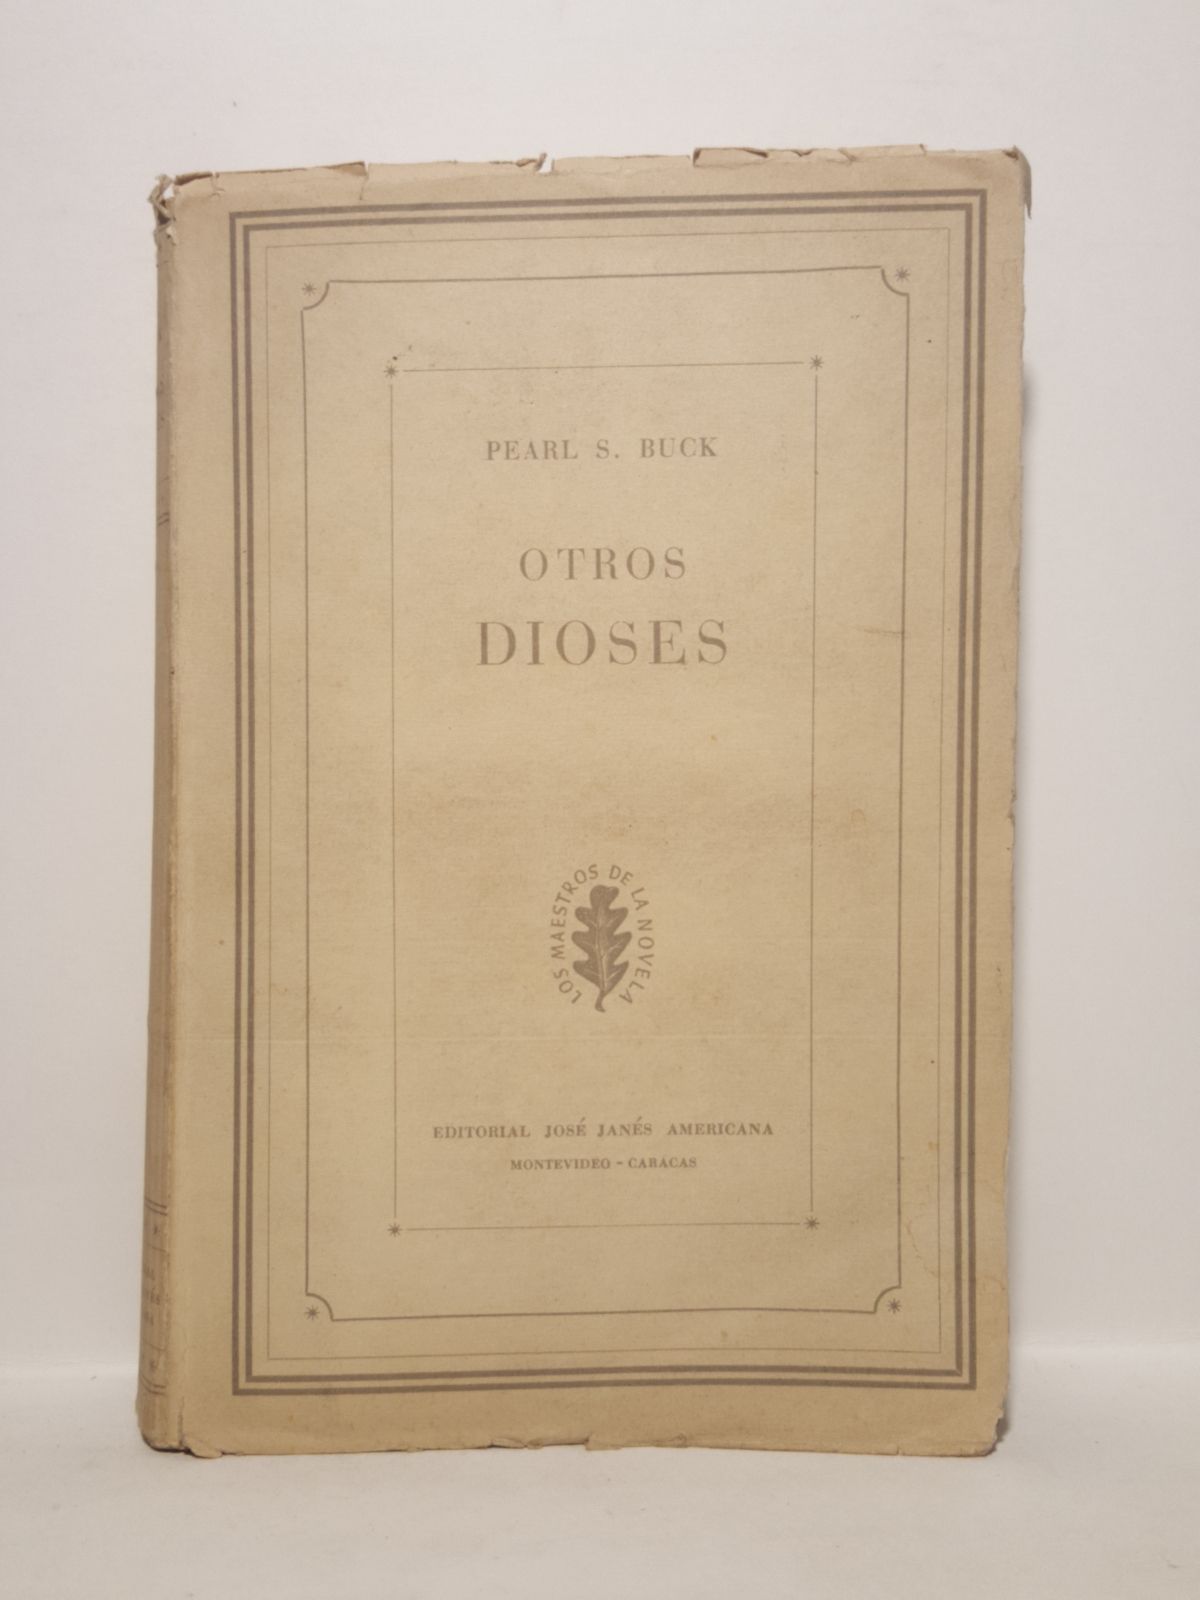 PEARL S. BUCK
OTROS
DIOSES
LOS MAESTROS DE LA NOVELA
EDITORIAL JOSÉ JANÉS AMERICANA
MONTEVIDEO - CARACAS